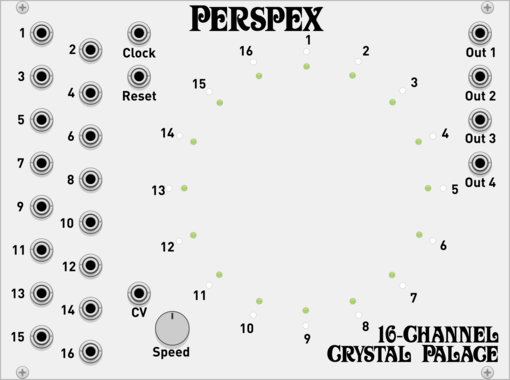 PERSPEX
1
2
3
4
5
6
7
8
9
10
11
12
13
14
15
16
Clock
Reset
CV
Speed
1
2
3
4
5
6
7
8
9
10
11
12
13
14
15
16
Out 1
Out 2
Out 3
Out 4
16-CHANNEL
CRYSTAL PALACE